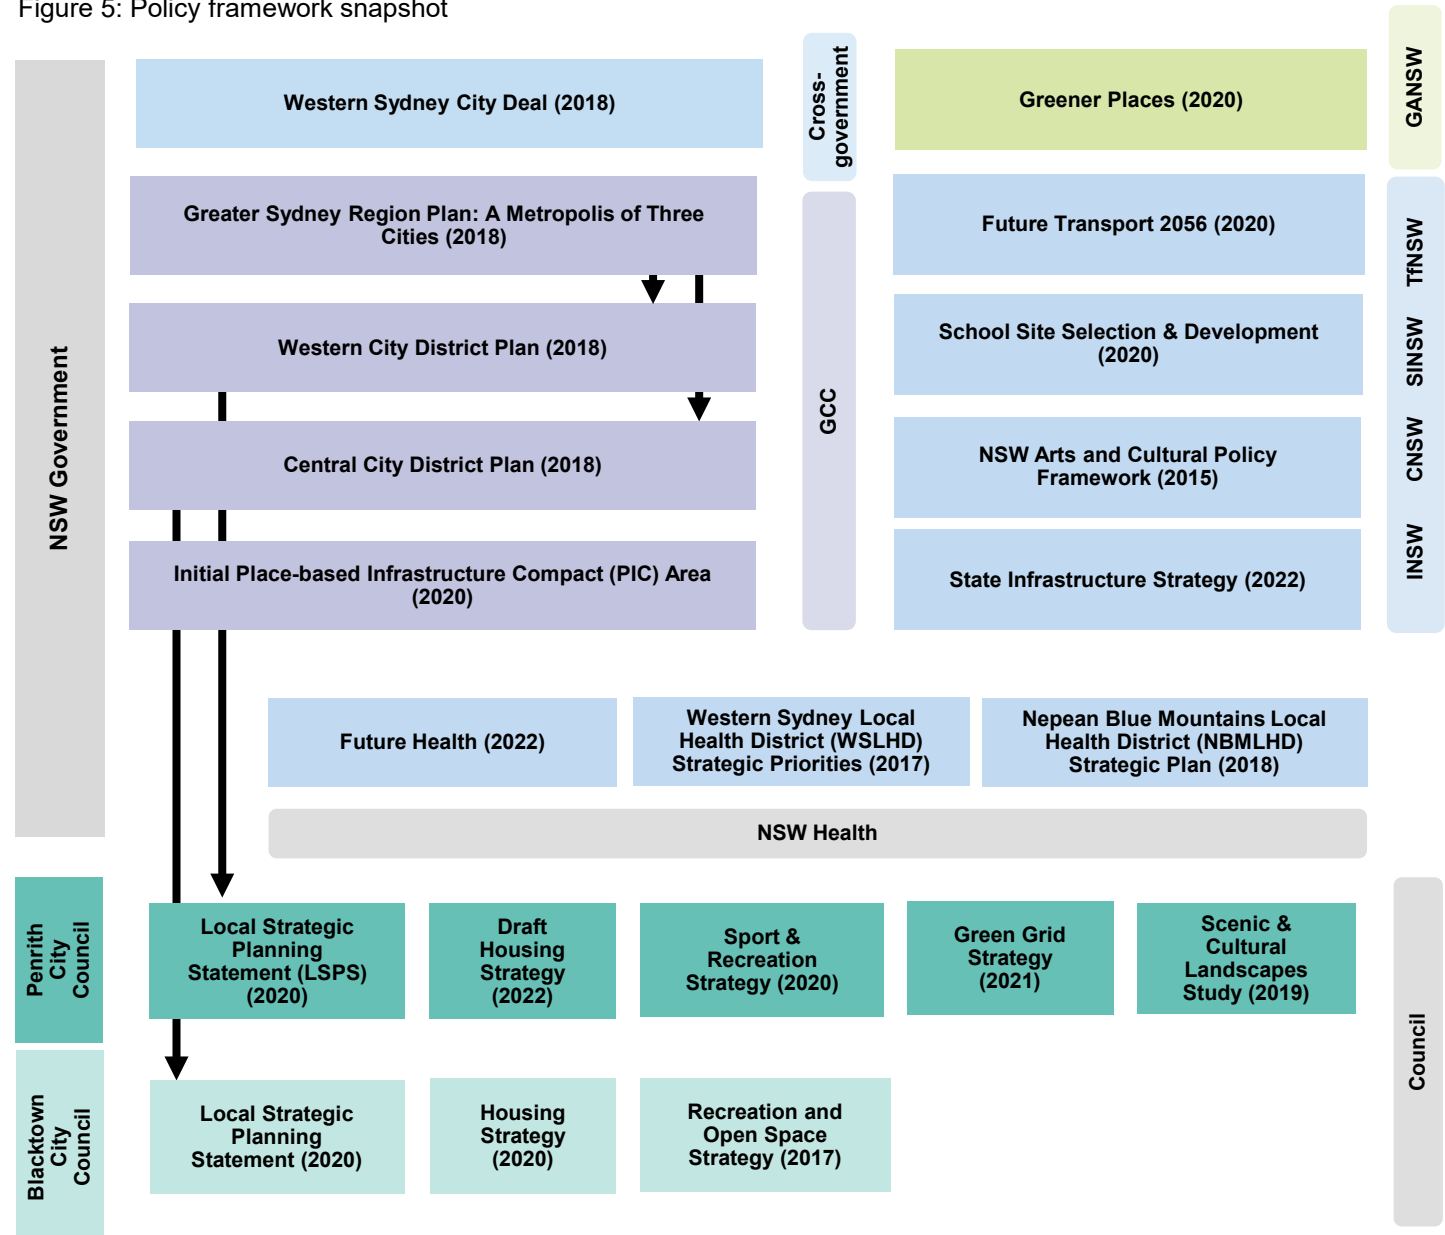 Figure 5: Policy framework snapshot
NSW Government
Western Sydney City Deal (2018)
Cross-
government
Greener Places (2020)
GANSW
Greater Sydney Region Plan: A Metropolis of Three
Cities (2018)
GCC
Future Transport 2056 (2020)
TfNSW
Western City District Plan (2018)
School Site Selection & Development
(2020)
SINSW
Central City District Plan (2018)
NSW Arts and Cultural Policy
Framework (2015)
CNSW
Initial Place-based Infrastructure Compact (PIC) Area
(2020)
State Infrastructure Strategy (2022)
INSW
Future Health (2022)
Western Sydney Local
Health District (WSLHD)
Strategic Priorities (2017)
Nepean Blue Mountains Local
Health District (NBMLHD)
Strategic Plan (2018)
NSW Health
Penrith
City
Council
Local Strategic
Planning
Statement (LSPS)
(2020)
Draft
Housing
Strategy
(2022)
Sport &
Recreation
Strategy (2020)
Green Grid
Strategy
(2021)
Scenic &
Cultural
Landscapes
Study (2019)
Council
Blacktown
City
Council
Local Strategic
Planning
Statement (2020)
Housing
Strategy
(2020)
Recreation and
Open Space
Strategy (2017)